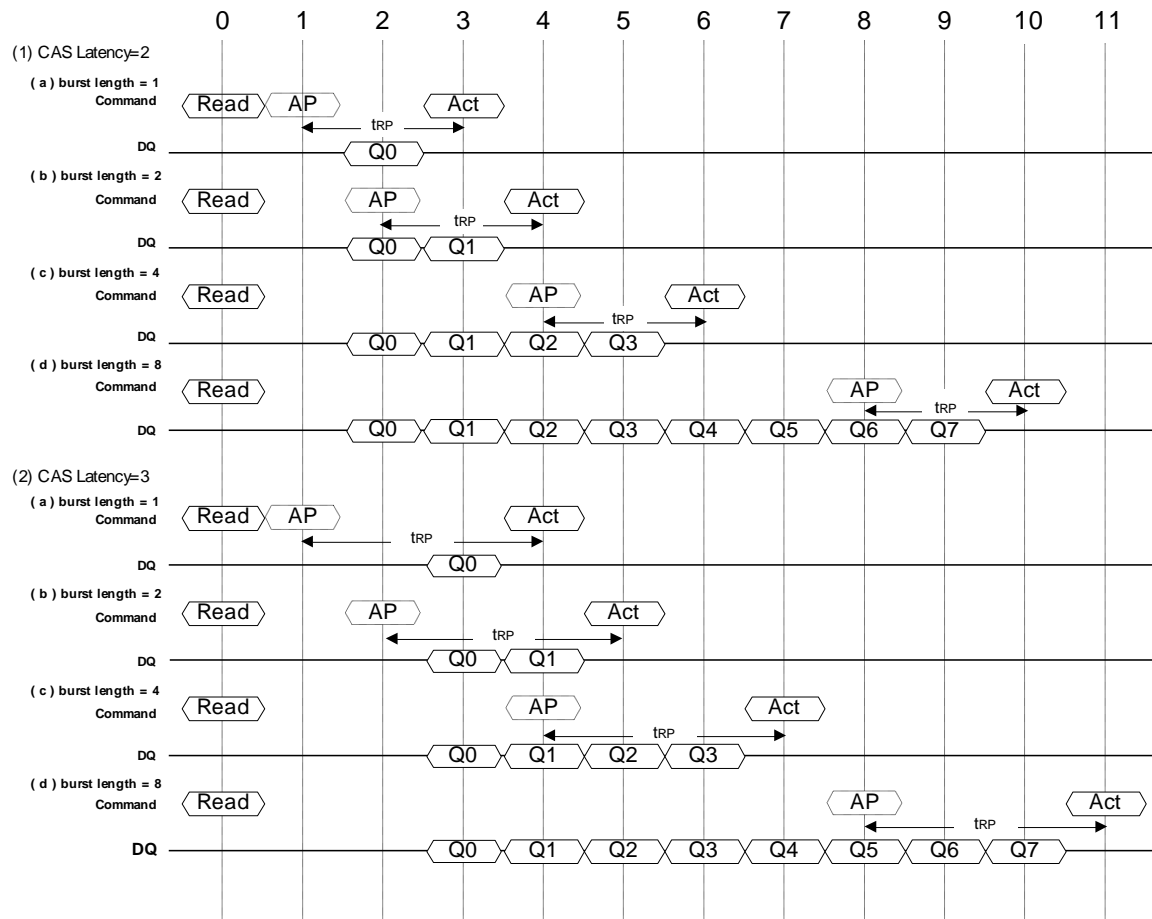 0 1 2 3 4 5 6 7 8 9 10 11
(1) CAS Latency=2
( a ) burst length = 1
Command Read AP Act
tRP
DQ Q0
( b ) burst length = 2
Command Read AP Act
tRP
DQ Q0 Q1
( c ) burst length = 4
Command Read AP Act
tRP
DQ Q0 Q1 Q2 Q3
( d ) burst length = 8
Command Read AP Act
tRP
DQ Q0 Q1 Q2 Q3 Q4 Q5 Q6 Q7
(2) CAS Latency=3
( a ) burst length = 1
Command Read AP Act
tRP
DQ Q0
( b ) burst length = 2
Command Read AP Act
tRP
DQ Q0 Q1
( c ) burst length = 4
Command Read AP Act
tRP
DQ Q0 Q1 Q2 Q3
( d ) burst length = 8
Command Read AP Act
tRP
DQ Q0 Q1 Q2 Q3 Q4 Q5 Q6 Q7